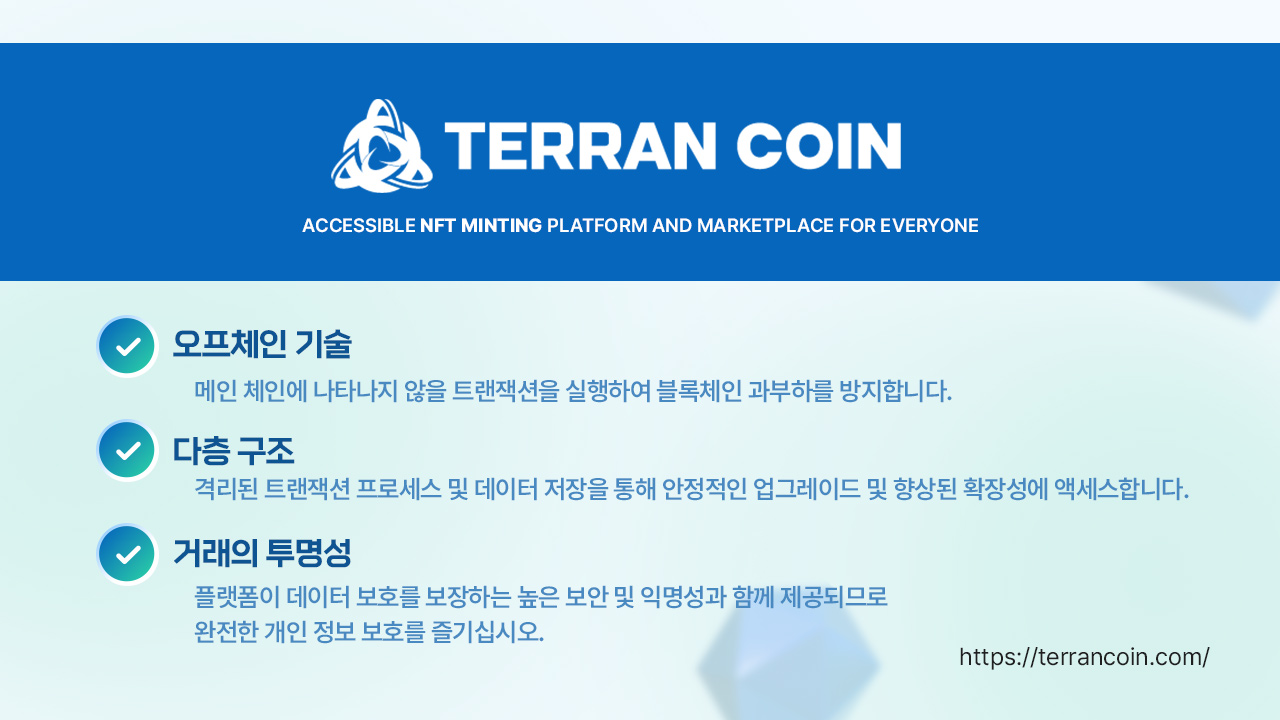 TERRAN COIN
ACCESSIBLE NFT MINTING PLATFORM AND MARKETPLACE FOR EVERYONE
오프체인 기술
메인 체인에 나타나지 않을 트랜잭션을 실행하여 블록체인 과부하를 방지합니다.
다층 구조
격리된 트랜잭션 프로세스 및 데이터 저장을 통해 안정적인 업그레이드 및 향상된 확장성에 액세스합니다.
거래의 투명성
플랫폼이 데이터 보호를 보장하는 높은 보안 및 익명성과 함께 제공되므로
완전한 개인 정보 보호를 즐기십시오.
https://terrancoin.com/